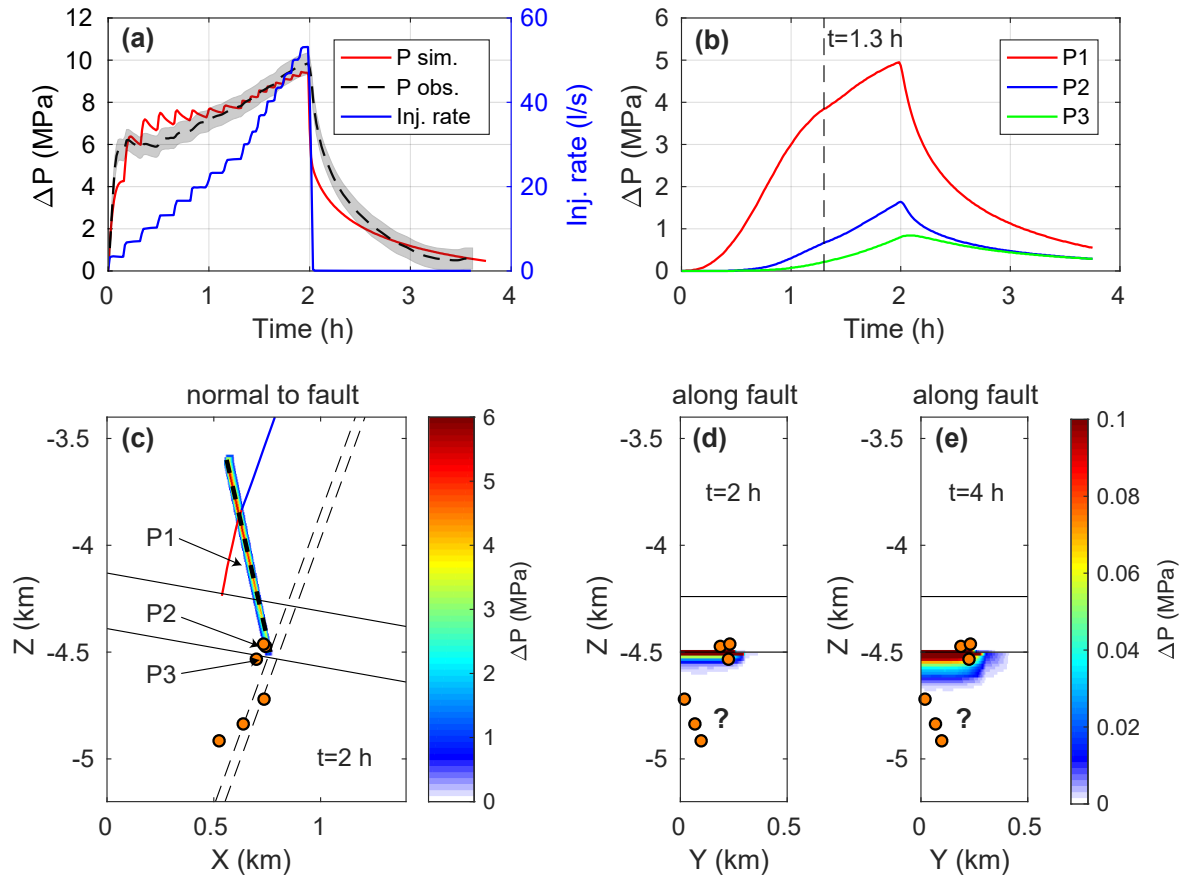 (a)
P sim.
P obs.
Inj. rate
12
10
8
6
4
2
0
ΔP (MPa)
60
40
20
0
Inj. rate (l/s)
0 1 2 3 4
Time (h)
(b)
t=1.3 h
P1
P2
P3
6
5
4
3
2
1
0
ΔP (MPa)
0 1 2 3 4
Time (h)
normal to fault
(c)
P1
P2
P3
t=2 h
-3.5
-4
-4.5
-5
Z (km)
0 0.5 1
X (km)
6
5
4
3
2
1
0
ΔP (MPa)
along fault
(d)
t=2 h
?
-3.5
-4
-4.5
-5
Z (km)
0 0.5
Y (km)
along fault
(e)
t=4 h
?
-3.5
-4
-4.5
-5
Z (km)
0 0.5
Y (km)
0.1
0.08
0.06
0.04
0.02
0
ΔP (MPa)